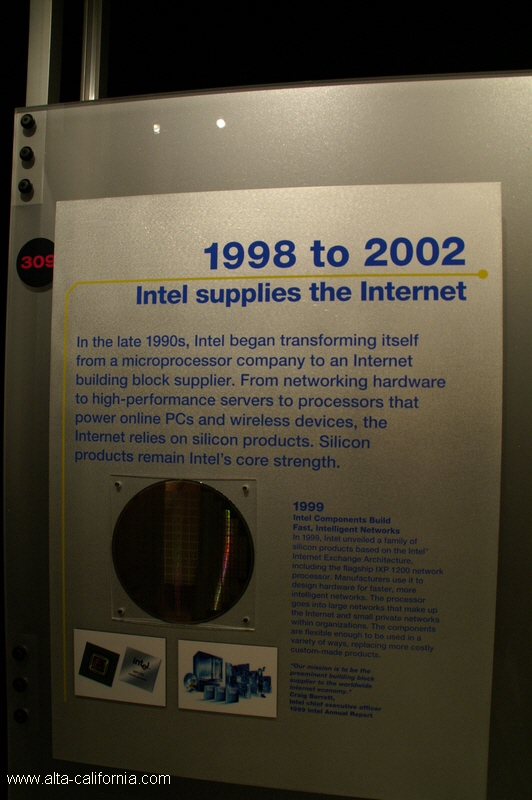 309
1998 to 2002
Intel supplies the Internet
In the late 1990s, Intel began transforming itself
from a microprocessor company to an Internet
building block supplier. From networking hardware
to high-performance servers to processors that
power online PCs and wireless devices, the
Internet relies on silicon products. Silicon
products remain Intel's core strength.
1999
Intel Components Build
Fast, Intelligent Networks
In 1999, Intel unveiled a family of
silicon products based on the Intel®
Internet Exchange Architecture,
including the flagship IXP 1200 network
processor. Manufacturers use it to
design hardware for faster, more
intelligent networks. The processor
goes into large networks that make up
the Internet and small private networks
within organizations. The components
are flexible enough to be used in a
variety of ways, replacing more costly
custom-made products.
"Our mission is to be the
preeminent building block
supplier to the worldwide
Internet economy."
Craig Barrett,
Intel chief executive officer
1999 Intel Annual Report
intel
www.alta-california.com